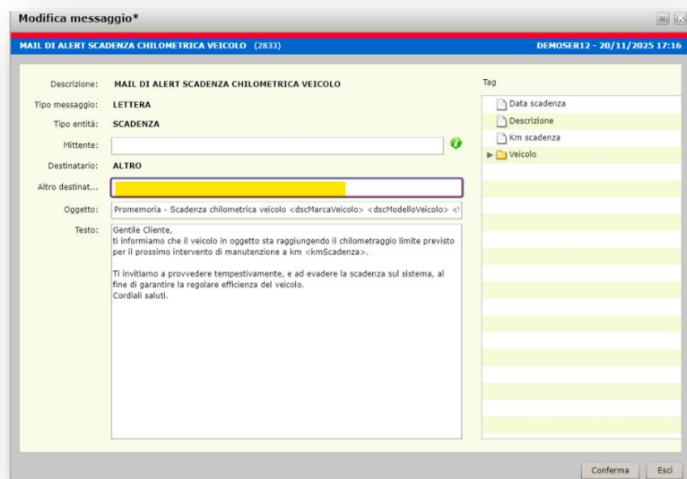 Modifica messaggio*
MAIL DI ALERT SCADENZA CHILOMETRICA VEICOLO (2833) DEMOSER12 - 20/11/2025 17:16
Descrizione: MAIL DI ALERT SCADENZA CHILOMETRICA VEICOLO
Tipo messaggio: LETTERA
Tipo entità: SCADENZA
Mittente:
Destinatario: ALTRO
Altro destinat...
Oggetto: Promemoria - Scadenza chilometrica veicolo <dscMarcaVeicolo> <dscModelloVeicolo>
Testo: Gentile Cliente,
ti informiamo che il veicolo in oggetto sta raggiungendo il chilometraggio limite previsto
per il prossimo intervento di manutenzione a km <kmScadenza>.
Ti invitiamo a provvedere tempestivamente, e ad evadere la scadenza sul sistema, al
fine di garantire la regolare efficienza del veicolo.
Cordiali saluti.
Tag
Data scadenza
Descrizione
Km scadenza
Veicolo
Conferma Esci